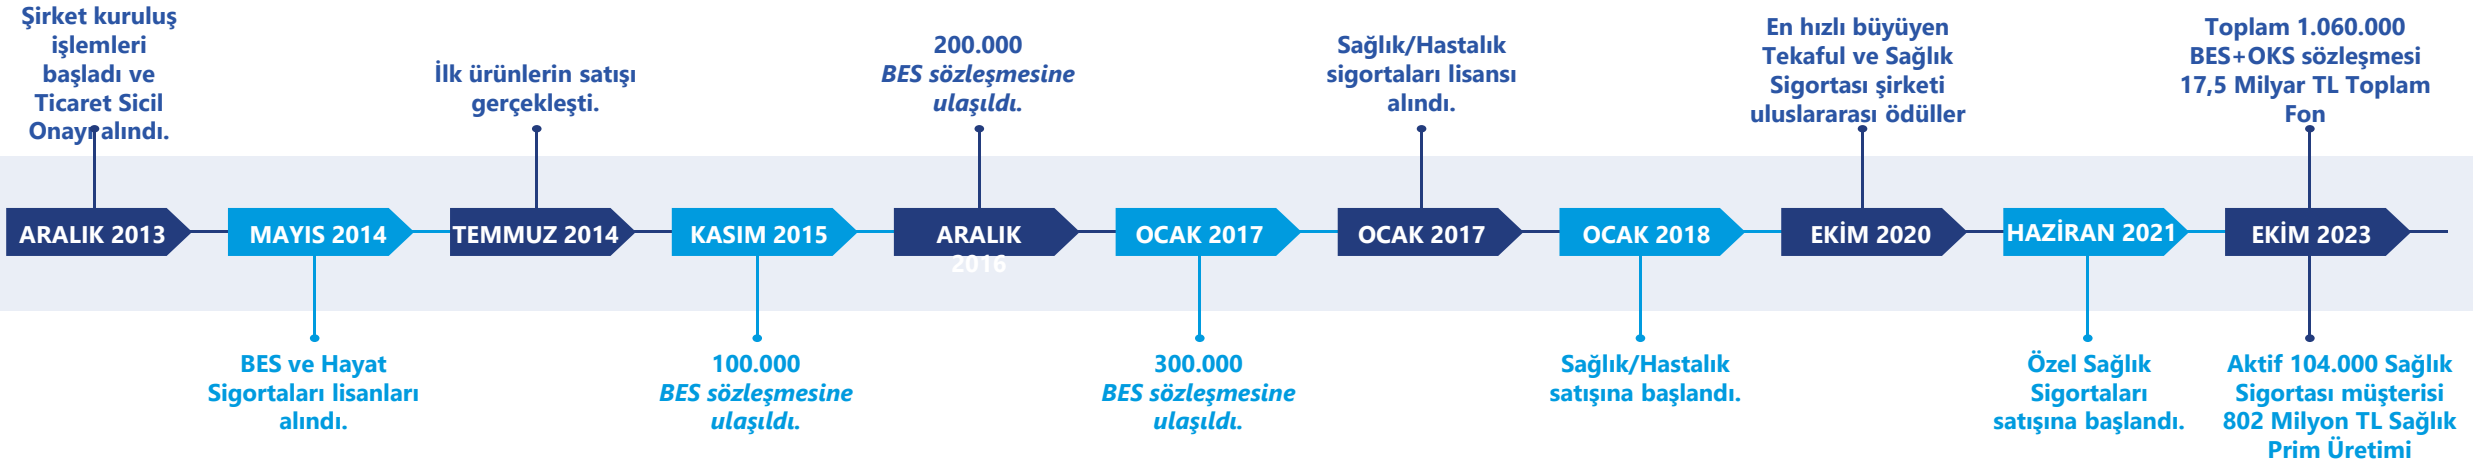 Şirket kuruluş
işlemleri
başladı ve
Ticaret Sicil
Onayı alındı.
İlk ürünlerin satışı
gerçekleşti.
200.000
BES sözleşmesine
ulaşıldı.
Sağlık/Hastalık
sigortaları lisansı
alındı.
En hızlı büyüyen
Tekaful ve Sağlık
Sigortası şirketi
uluslararası ödüller
Toplam 1.060.000
BES+OKS sözleşmesi
17,5 Milyar TL Toplam
Fon
ARALIK 2013
MAYIS 2014
TEMMUZ 2014
KASIM 2015
ARALIK
2016
OCAK 2017
OCAK 2017
OCAK 2018
EKİM 2020
HAZİRAN 2021
EKİM 2023
BES ve Hayat
Sigortaları lisanları
alındı.
100.000
BES sözleşmesine
ulaşıldı.
300.000
BES sözleşmesine
ulaşıldı.
Sağlık/Hastalık
satışına başlandı.
Özel Sağlık
Sigortaları
satışına başlandı.
Aktif 104.000 Sağlık
Sigortası müşterisi
802 Milyon TL Sağlık
Prim Üretimi